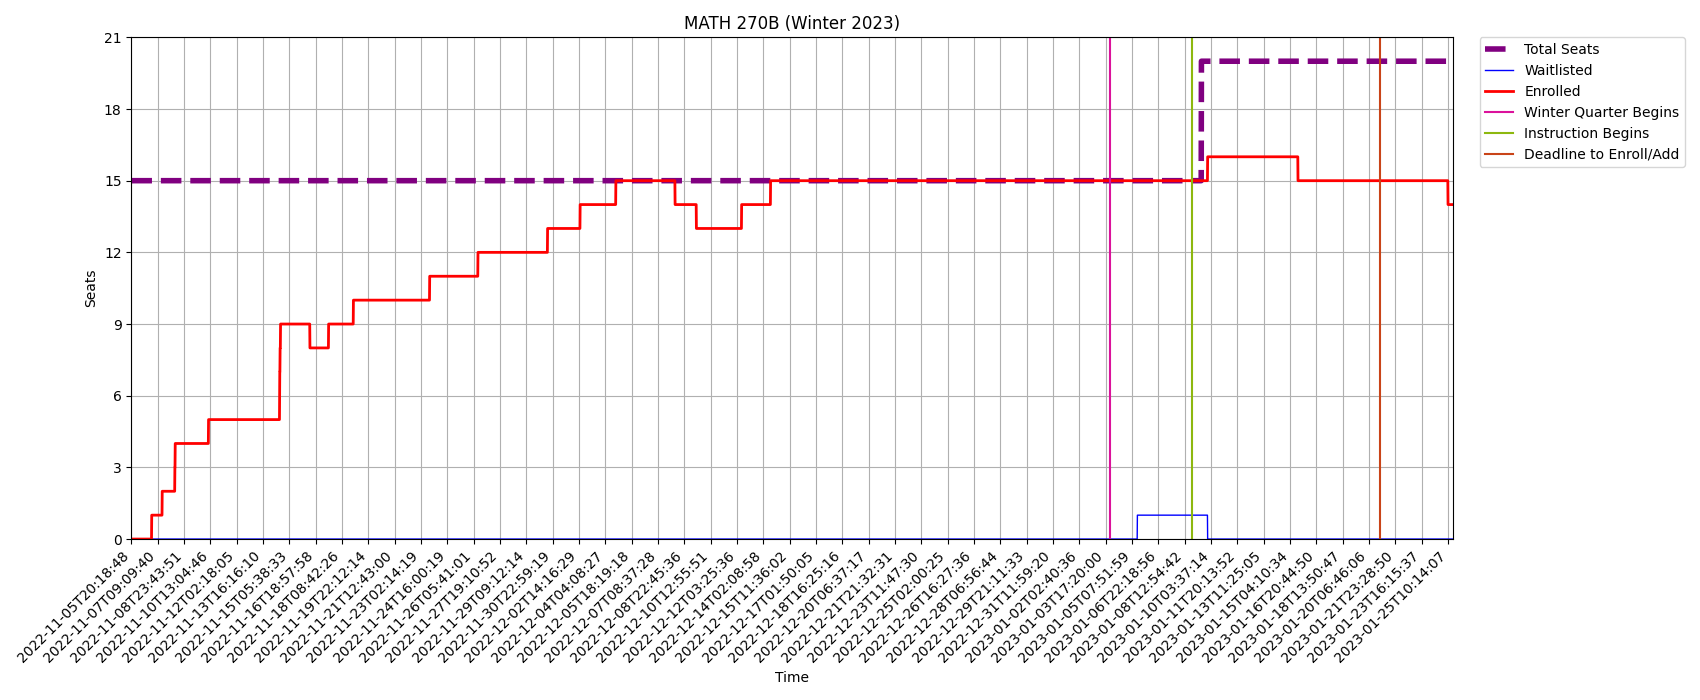 MATH 270B (Winter 2023)
21
18
15
12
9
6
3
0
Seats
Total Seats
Waitlisted
Enrolled
Winter Quarter Begins
Instruction Begins
Deadline to Enroll/Add
2022-11-05T20:18:48
2022-11-07T09:09:40
2022-11-08T23:43:51
2022-11-10T13:04:46
2022-11-12T02:18:05
2022-11-13T16:16:10
2022-11-15T05:38:33
2022-11-16T18:57:58
2022-11-18T08:42:26
2022-11-19T22:12:14
2022-11-21T12:43:00
2022-11-23T02:14:19
2022-11-24T16:00:19
2022-11-26T05:41:01
2022-11-27T19:10:52
2022-11-29T09:12:14
2022-11-30T22:59:19
2022-12-02T14:16:29
2022-12-04T04:08:27
2022-12-05T18:19:18
2022-12-07T08:37:28
2022-12-08T22:45:36
2022-12-10T12:55:51
2022-12-12T03:25:36
2022-12-14T02:08:58
2022-12-15T11:36:02
2022-12-17T01:50:05
2022-12-18T16:25:16
2022-12-20T06:37:17
2022-12-21T21:32:31
2022-12-23T11:47:30
2022-12-25T02:00:25
2022-12-26T16:27:36
2022-12-28T06:56:44
2022-12-29T21:11:33
2022-12-31T11:59:20
2023-01-02T02:40:36
2023-01-03T17:20:00
2023-01-05T07:51:59
2023-01-06T22:18:56
2023-01-08T12:54:42
2023-01-10T03:37:14
2023-01-11T20:13:52
2023-01-13T11:25:05
2023-01-15T04:10:34
2023-01-16T20:44:50
2023-01-18T13:50:47
2023-01-20T06:46:06
2023-01-21T23:28:50
2023-01-23T16:15:37
2023-01-25T10:14:07
Time